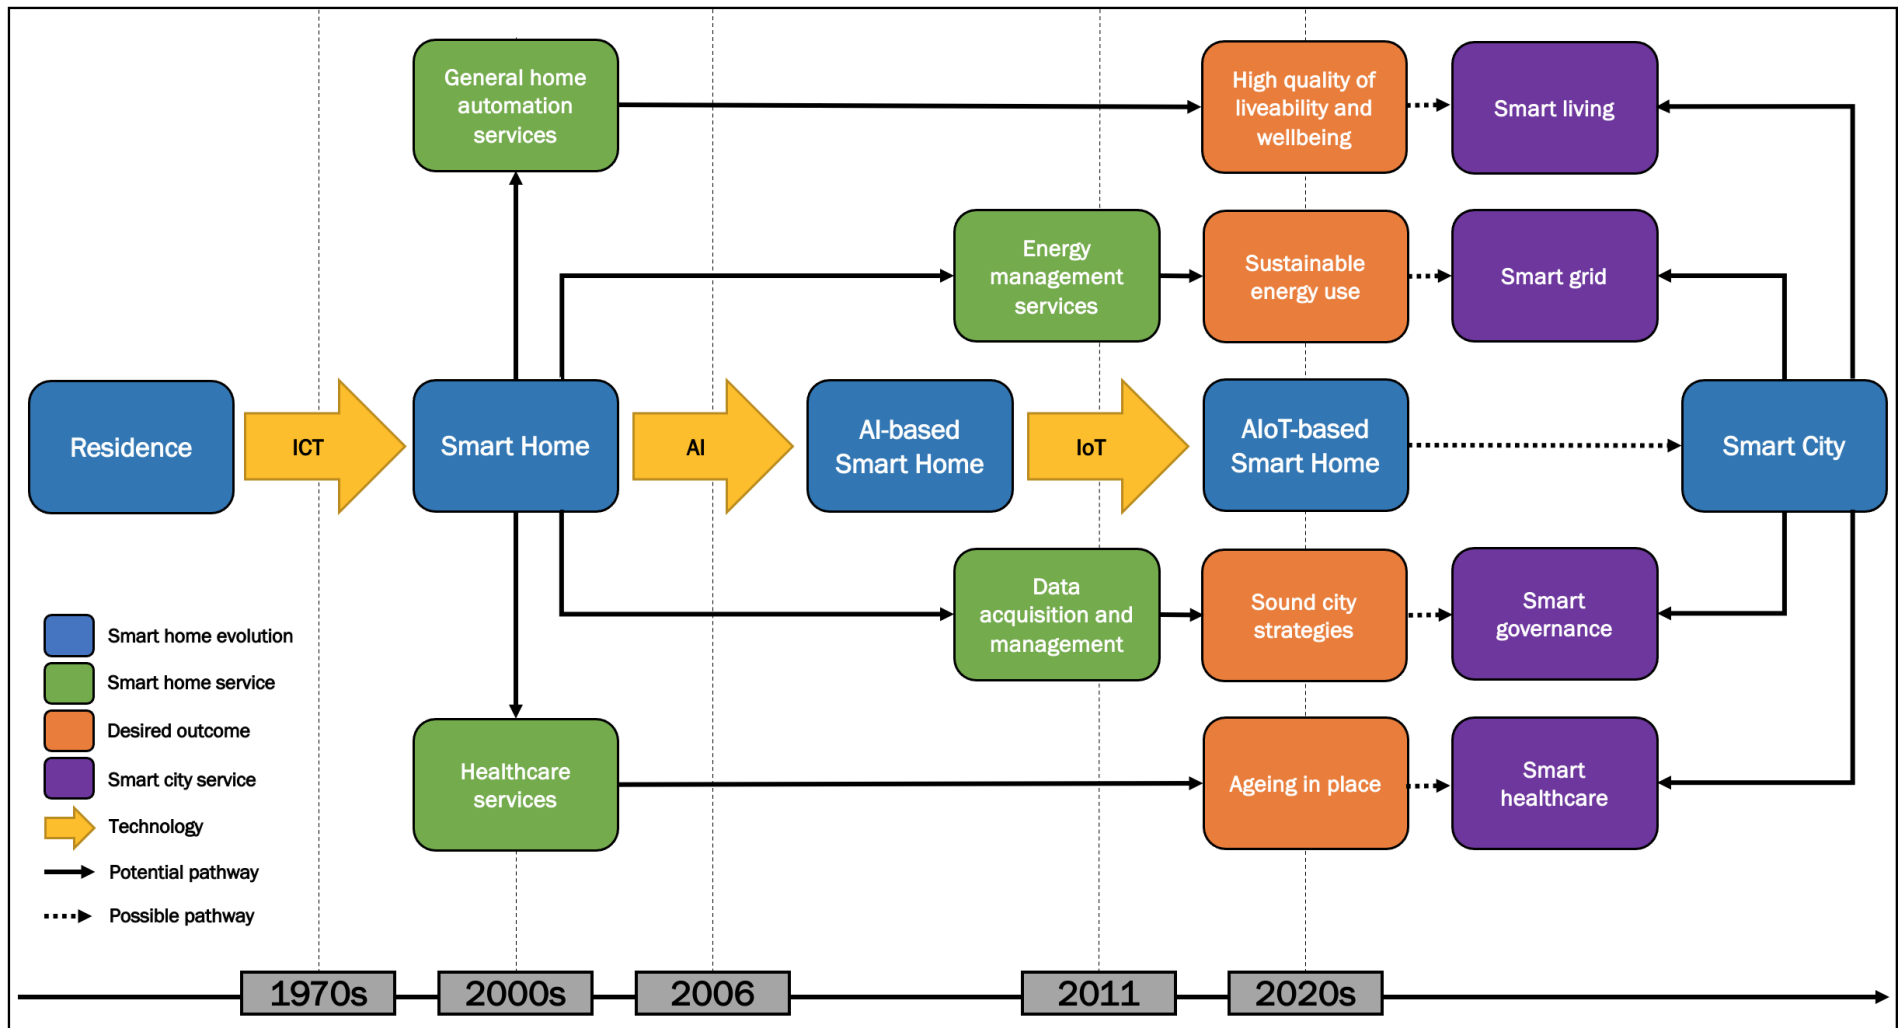 General home
automation
services
High quality of
liveability and
wellbeing
Smart living
Energy
management
services
Sustainable
energy use
Smart grid
Residence
ICT
Smart Home
AI
AI-based
Smart Home
IoT
AIoT-based
Smart Home
Smart City
Data
acquisition and
management
Sound city
strategies
Smart
governance
Healthcare
services
Ageing in place
Smart
healthcare
Smart home evolution
Smart home service
Desired outcome
Smart city service
Technology
Potential pathway
Possible pathway
1970s
2000s
2006
2011
2020s